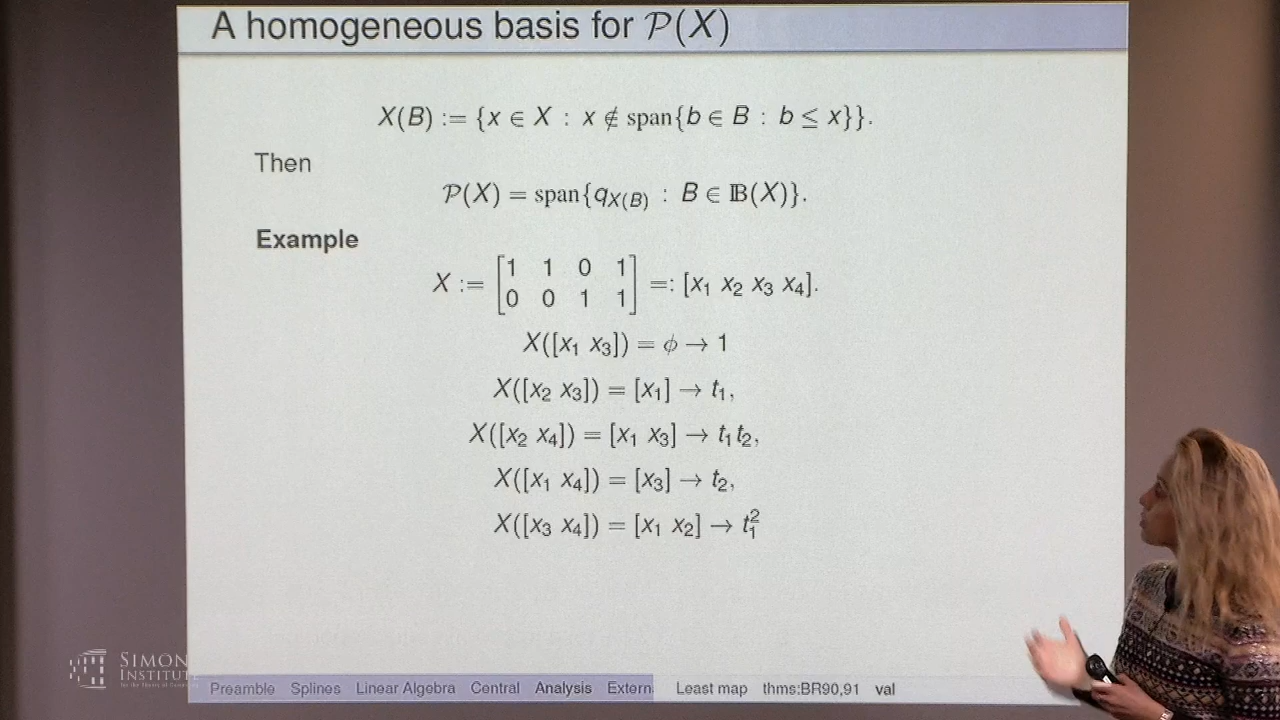 A homogeneous basis for 𝒫(X)
X(B) := {x ∈ X : x ∉ span{b ∈ B : b ≤ x}}.
Then
𝒫(X) = span{q_{X(B)} : B ∈ 𝔹(X)}.
Example
X := [1 1 0 1
0 0 1 1] =: [x₁ x₂ x₃ x₄].
X([x₁ x₃]) = ϕ → 1
X([x₂ x₃]) = [x₁] → t₁,
X([x₂ x₄]) = [x₁ x₃] → t₁t₂,
X([x₁ x₄]) = [x₃] → t₂,
X([x₃ x₄]) = [x₁ x₂] → t₁²
SIMON
INSTITUTE
Preamble Splines Linear Algebra Central Analysis Extern Least map thms:BR90,91 val